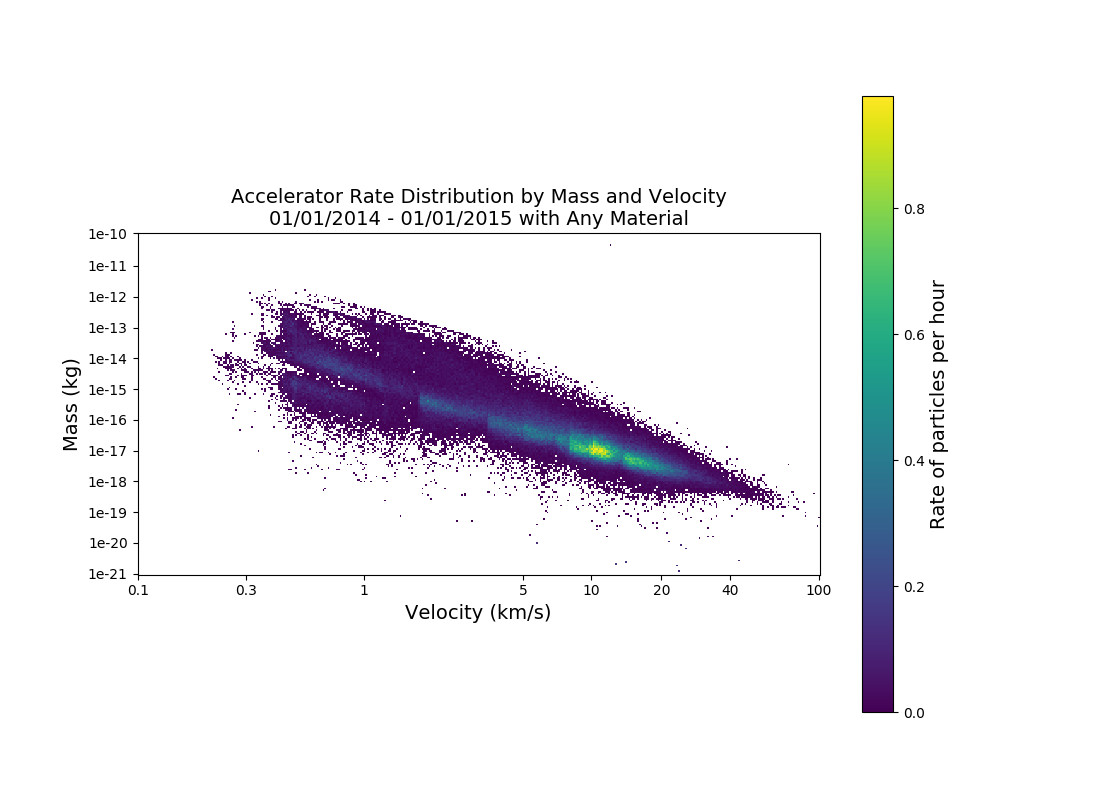 Accelerator Rate Distribution by Mass and Velocity
01/01/2014 - 01/01/2015 with Any Material
Mass (kg)
1e-10
1e-11
1e-12
1e-13
1e-14
1e-15
1e-16
1e-17
1e-18
1e-19
1e-20
1e-21
0.1 0.3 1 5 10 20 40 100
Velocity (km/s)
0.8
0.6
0.4
0.2
0.0
Rate of particles per hour